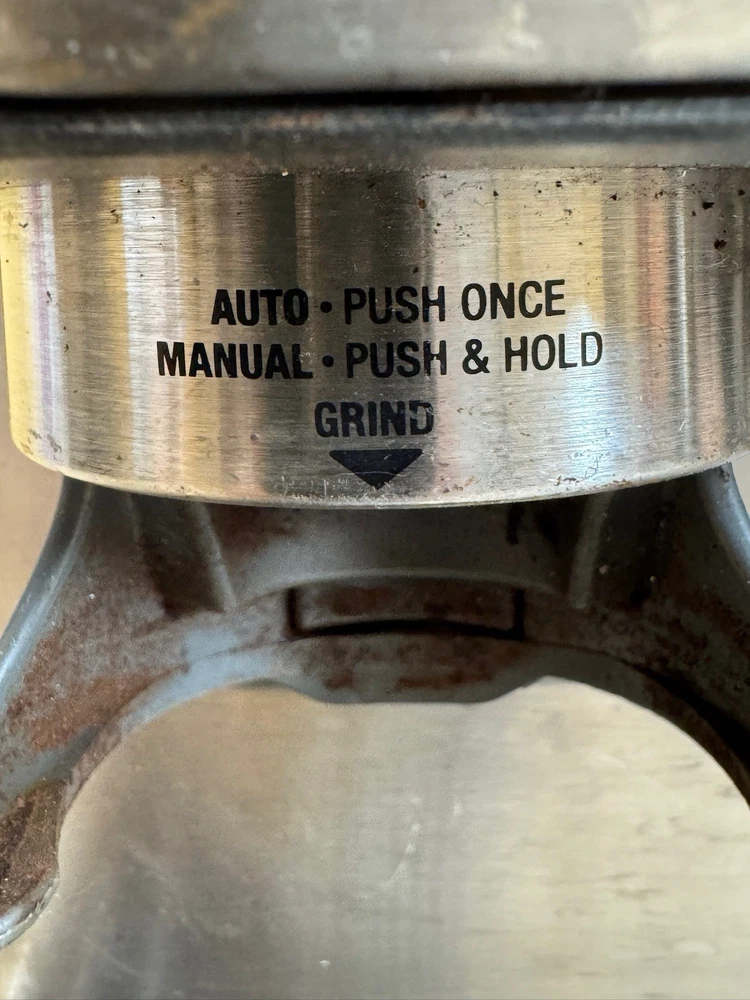 AUTO • PUSH ONCE
MANUAL • PUSH & HOLD
GRIND